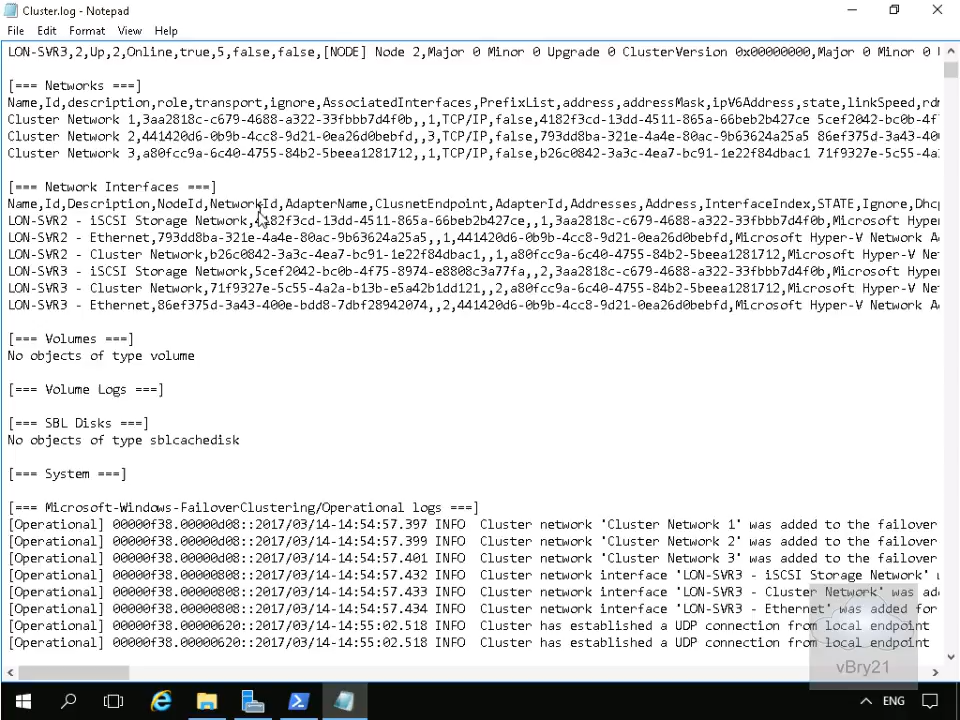 Cluster.log - Notepad
File Edit Format View Help
LON-SVR3,2,Up,2,Online,true,5,false,false,[NODE] Node 2,Major 0 Minor 0 Upgrade 0 ClusterVersion 0x00000000,Major 0 Minor 0
[=== Networks ===]
Name,Id,description,role,transport,ignore,AssociatedInterfaces,PrefixList,address,addressMask,ipV6Address,state,linkSpeed,rdm
Cluster Network 1,3aa2818c-c679-4688-a322-33fbbb7d4f0b,,1,TCP/IP,false,4182f3cd-13dd-4511-865a-66beb2b427ce 5cef2042-bc0b-4f
Cluster Network 2,441420d6-0b9b-4cc8-9d21-0ea26d0bebfd,,3,TCP/IP,false,793dd8ba-321e-4a4e-80ac-9b63624a25a5 86ef375d-3a43-400
Cluster Network 3,a80fcc9a-6c40-4755-84b2-5beea1281712,,1,TCP/IP,false,b26c0842-3a3c-4ea7-bc91-1e22f84dbac1 71f9327e-5c55-4a
[=== Network Interfaces ===]
Name,Id,Description,NodeId,NetworkId,AdapterName,ClusnetEndpoint,AdapterId,Addresses,Address,InterfaceIndex,STATE,Ignore,Dhcp
LON-SVR2 - iSCSI Storage Network,4182f3cd-13dd-4511-865a-66beb2b427ce,,1,3aa2818c-c679-4688-a322-33fbbb7d4f0b,Microsoft Hyper
LON-SVR2 - Ethernet,793dd8ba-321e-4a4e-80ac-9b63624a25a5,,1,441420d6-0b9b-4cc8-9d21-0ea26d0bebfd,Microsoft Hyper-V Network A
LON-SVR2 - Cluster Network,b26c0842-3a3c-4ea7-bc91-1e22f84dbac1,,1,a80fcc9a-6c40-4755-84b2-5beea1281712,Microsoft Hyper-V Ne
LON-SVR3 - iSCSI Storage Network,5cef2042-bc0b-4f75-8974-e8808c3a77fa,,2,3aa2818c-c679-4688-a322-33fbbb7d4f0b,Microsoft Hyper
LON-SVR3 - Cluster Network,71f9327e-5c55-4a2a-b13b-e5a42b1dd121,,2,a80fcc9a-6c40-4755-84b2-5beea1281712,Microsoft Hyper-V Ne
LON-SVR3 - Ethernet,86ef375d-3a43-400e-bdd8-7dbf28942074,,2,441420d6-0b9b-4cc8-9d21-0ea26d0bebfd,Microsoft Hyper-V Network A
[=== Volumes ===]
No objects of type volume
[=== Volume Logs ===]
[=== SBL Disks ===]
No objects of type sblcachedisk
[=== System ===]
[=== Microsoft-Windows-FailoverClustering/Operational logs ===]
[Operational] 00000f38.00000d08::2017/03/14-14:54:57.397 INFO  Cluster network 'Cluster Network 1' was added to the failover
[Operational] 00000f38.00000d08::2017/03/14-14:54:57.399 INFO  Cluster network 'Cluster Network 2' was added to the failover
[Operational] 00000f38.00000d08::2017/03/14-14:54:57.401 INFO  Cluster network 'Cluster Network 3' was added to the failover
[Operational] 00000f38.00000808::2017/03/14-14:54:57.432 INFO  Cluster network interface 'LON-SVR3 - iSCSI Storage Network'
[Operational] 00000f38.00000808::2017/03/14-14:54:57.433 INFO  Cluster network interface 'LON-SVR3 - Cluster Network' was ad
[Operational] 00000f38.00000808::2017/03/14-14:54:57.434 INFO  Cluster network interface 'LON-SVR3 - Ethernet' was added for
[Operational] 00000f38.00000620::2017/03/14-14:55:02.518 INFO  Cluster has established a UDP connection from local endpoint
[Operational] 00000f38.00000620::2017/03/14-14:55:02.518 INFO  Cluster has established a UDP connection from local endpoint
vBry21
ENG